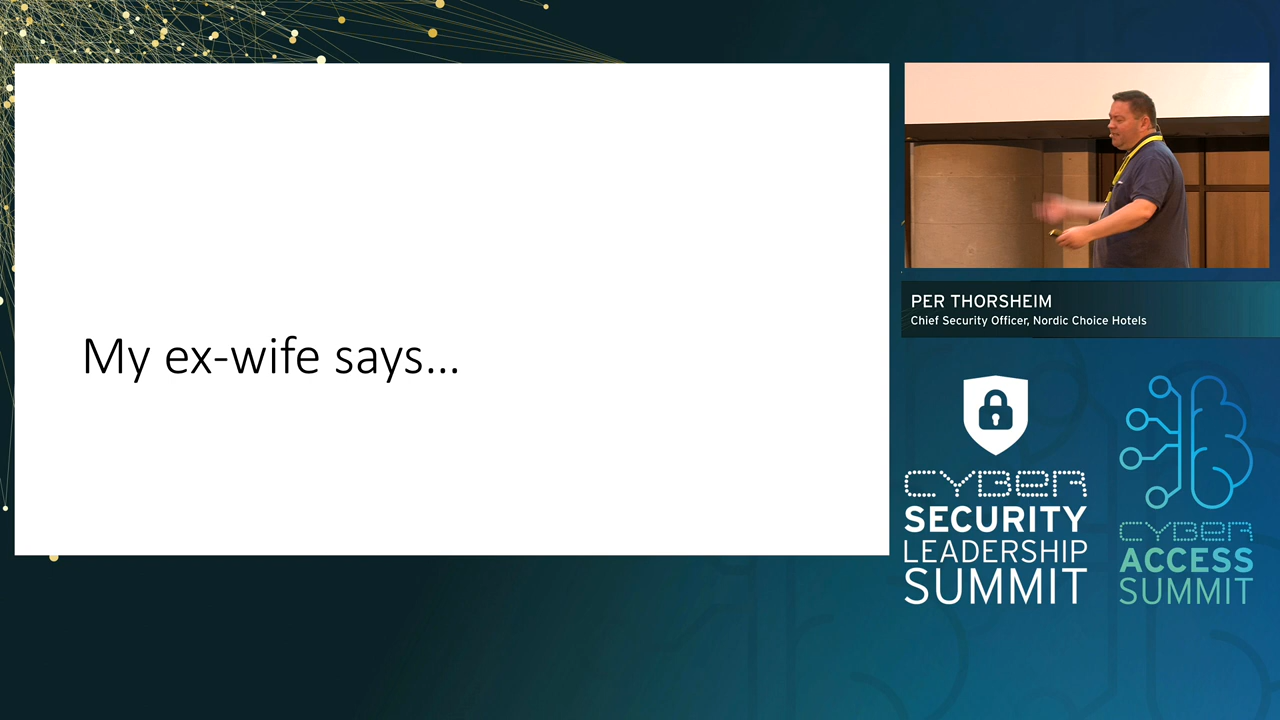 My ex-wife says...
PER THORSHEIM
Chief Security Officer, Nordic Choice Hotels
CYBER
SECURITY
LEADERSHIP
SUMMIT
CYBER
ACCESS
SUMMIT